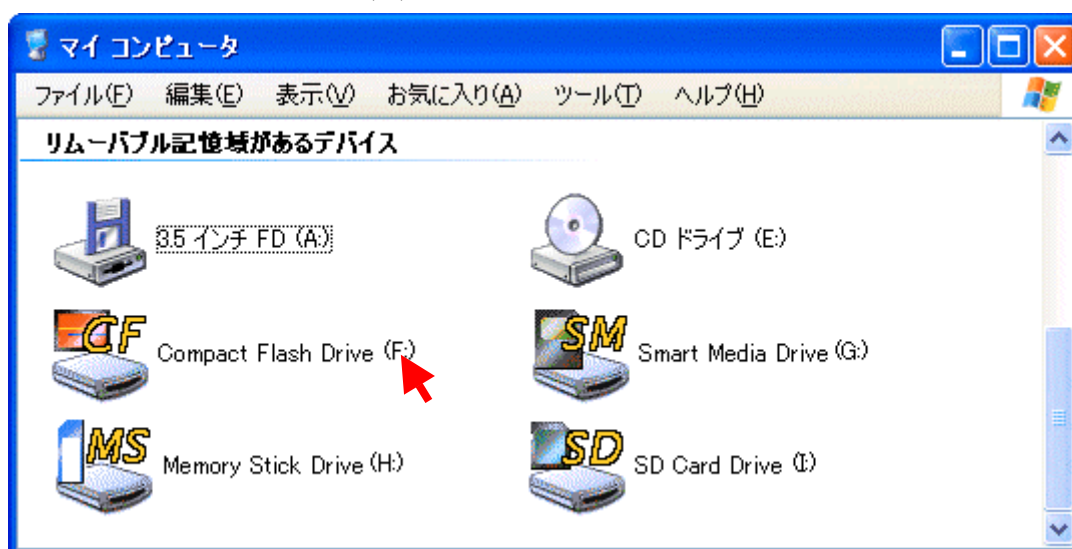 マイ コンピュータ
ファイル(F) 編集(E) 表示(V) お気に入り(A) ツール(T) ヘルプ(H)
リムーバブル記憶域があるデバイス
3.5 インチ FD (A:) CD ドライブ (E:)
CF Compact Flash Drive (F:) SM Smart Media Drive (G:)
MS Memory Stick Drive (H:) SD SD Card Drive (I:)